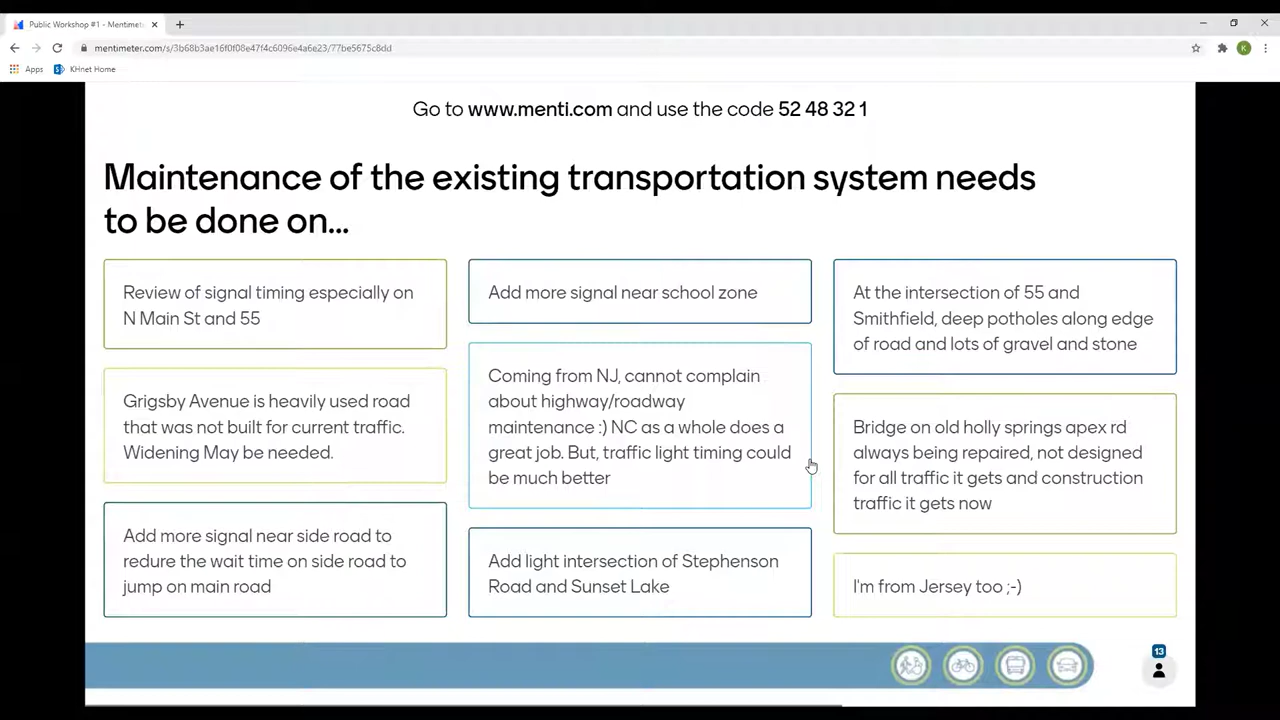 Public Workshop #1 - Mentimete
mentimeter.com/s/3b68b3ae16f0f08e47f4c6096e4a6e23/77be5675c8dd
K
Apps
KHnet Home
Go to www.menti.com and use the code 52 48 32 1
Maintenance of the existing transportation system needs
to be done on...
Review of signal timing especially on
N Main St and 55
Grigsby Avenue is heavily used road
that was not built for current traffic.
Widening May be needed.
Add more signal near side road to
redure the wait time on side road to
jump on main road
Add more signal near school zone
Coming from NJ, cannot complain
about highway/roadway
maintenance :) NC as a whole does a
great job. But, traffic light timing could
be much better
Add light intersection of Stephenson
Road and Sunset Lake
At the intersection of 55 and
Smithfield, deep potholes along edge
of road and lots of gravel and stone
Bridge on old holly springs apex rd
always being repaired, not designed
for all traffic it gets and construction
traffic it gets now
I'm from Jersey too ;-)
13